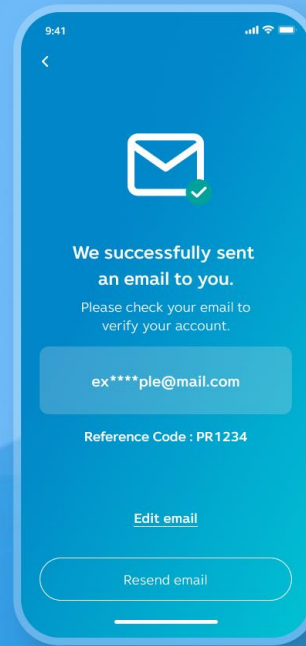 9:41
We successfully sent
an email to you.
Please check your email to
verify your account.
ex****ple@mail.com
Reference Code : PR1234
Edit email
Resend email